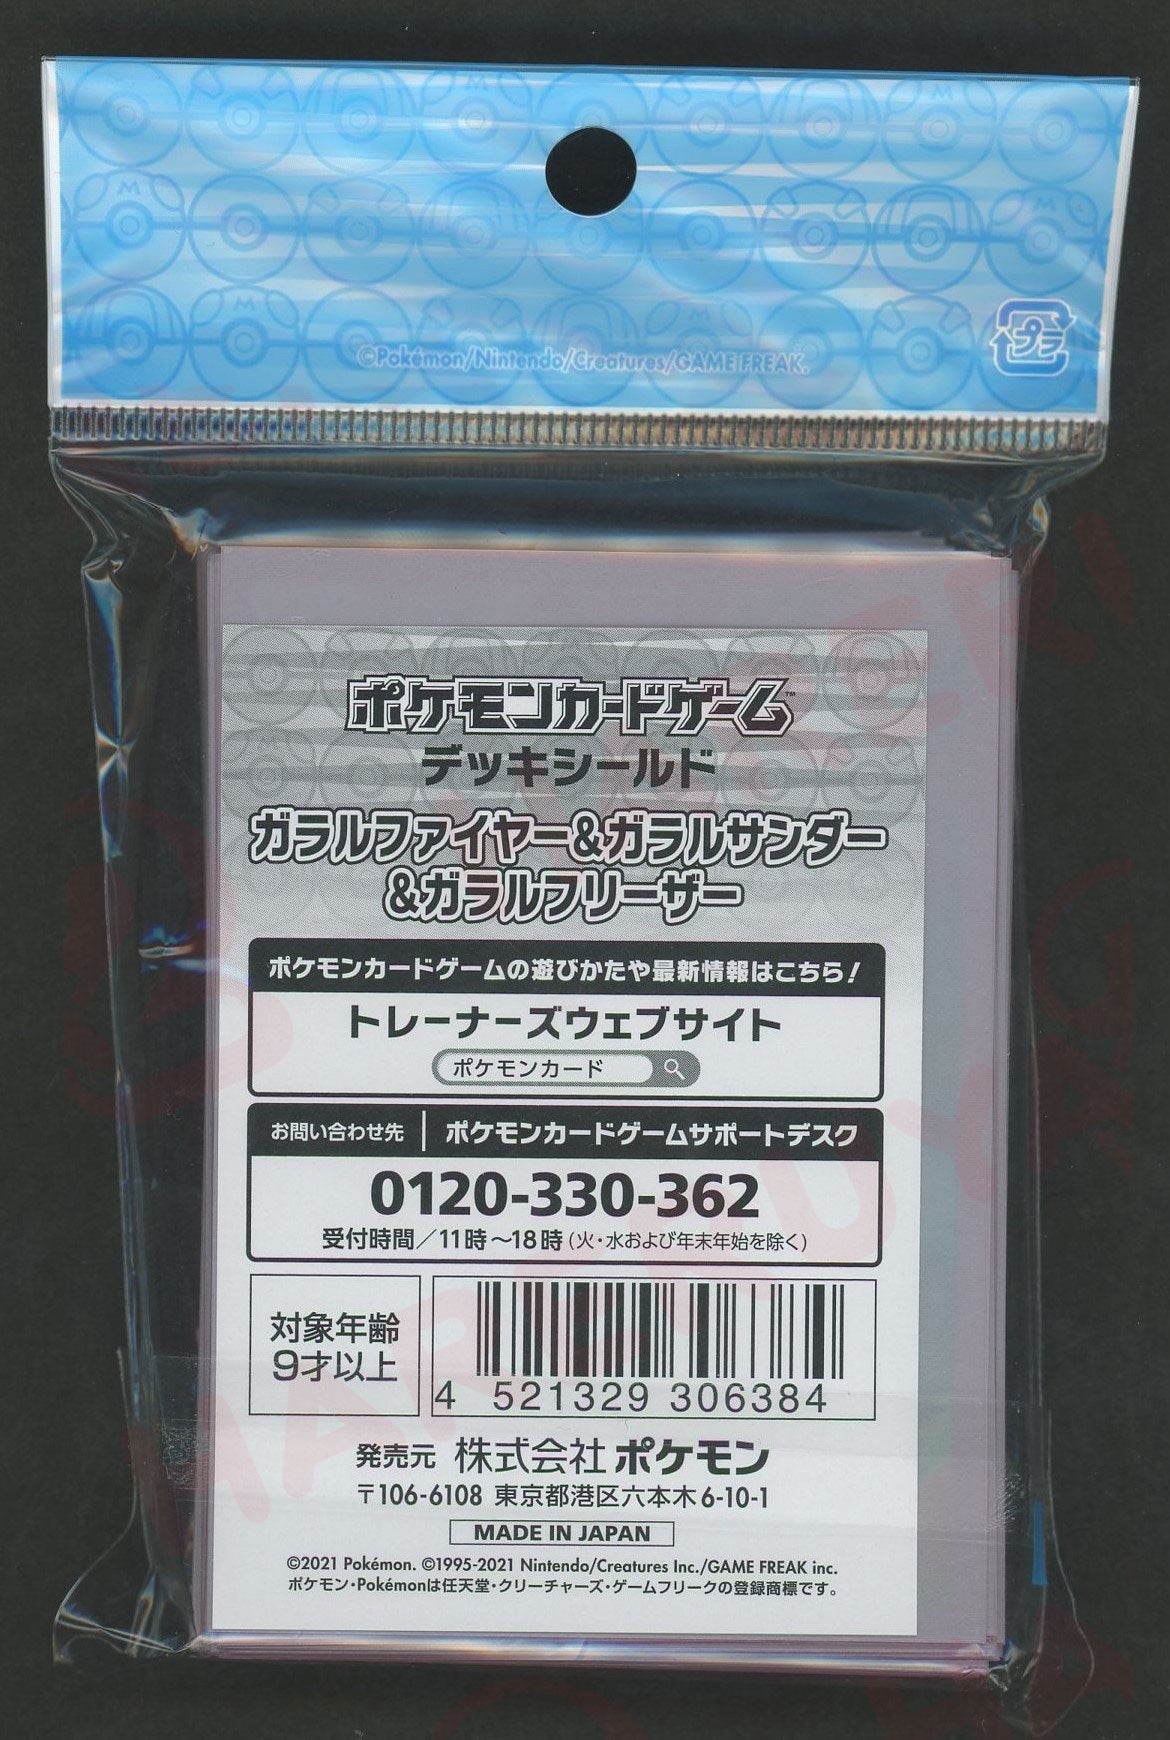 ©Pokémon/Nintendo/Creatures/GAME FREAK.
プラ
ポケモンカードゲーム™
デッキシールド
ガラルファイヤー&ガラルサンダー
&ガラルフリーザー
ポケモンカードゲームの遊びかたや最新情報はこちら!
トレーナーズウェブサイト
ポケモンカード
お問い合わせ先 ポケモンカードゲームサポートデスク
0120-330-362
受付時間/11時~18時(火・水および年末年始を除く)
対象年齢
9才以上
4 521329 306384
発売元 株式会社ポケモン
〒106-6108 東京都港区六本木6-10-1
MADE IN JAPAN
©2021 Pokémon. ©1995-2021 Nintendo/Creatures Inc./GAME FREAK inc.
ポケモン・Pokémonは任天堂・クリーチャーズ・ゲームフリークの登録商標です。